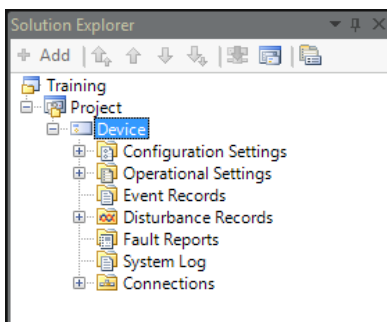 Solution Explorer
Add
Training
Project
Device
Configuration Settings
Operational Settings
Event Records
Disturbance Records
Fault Reports
System Log
Connections